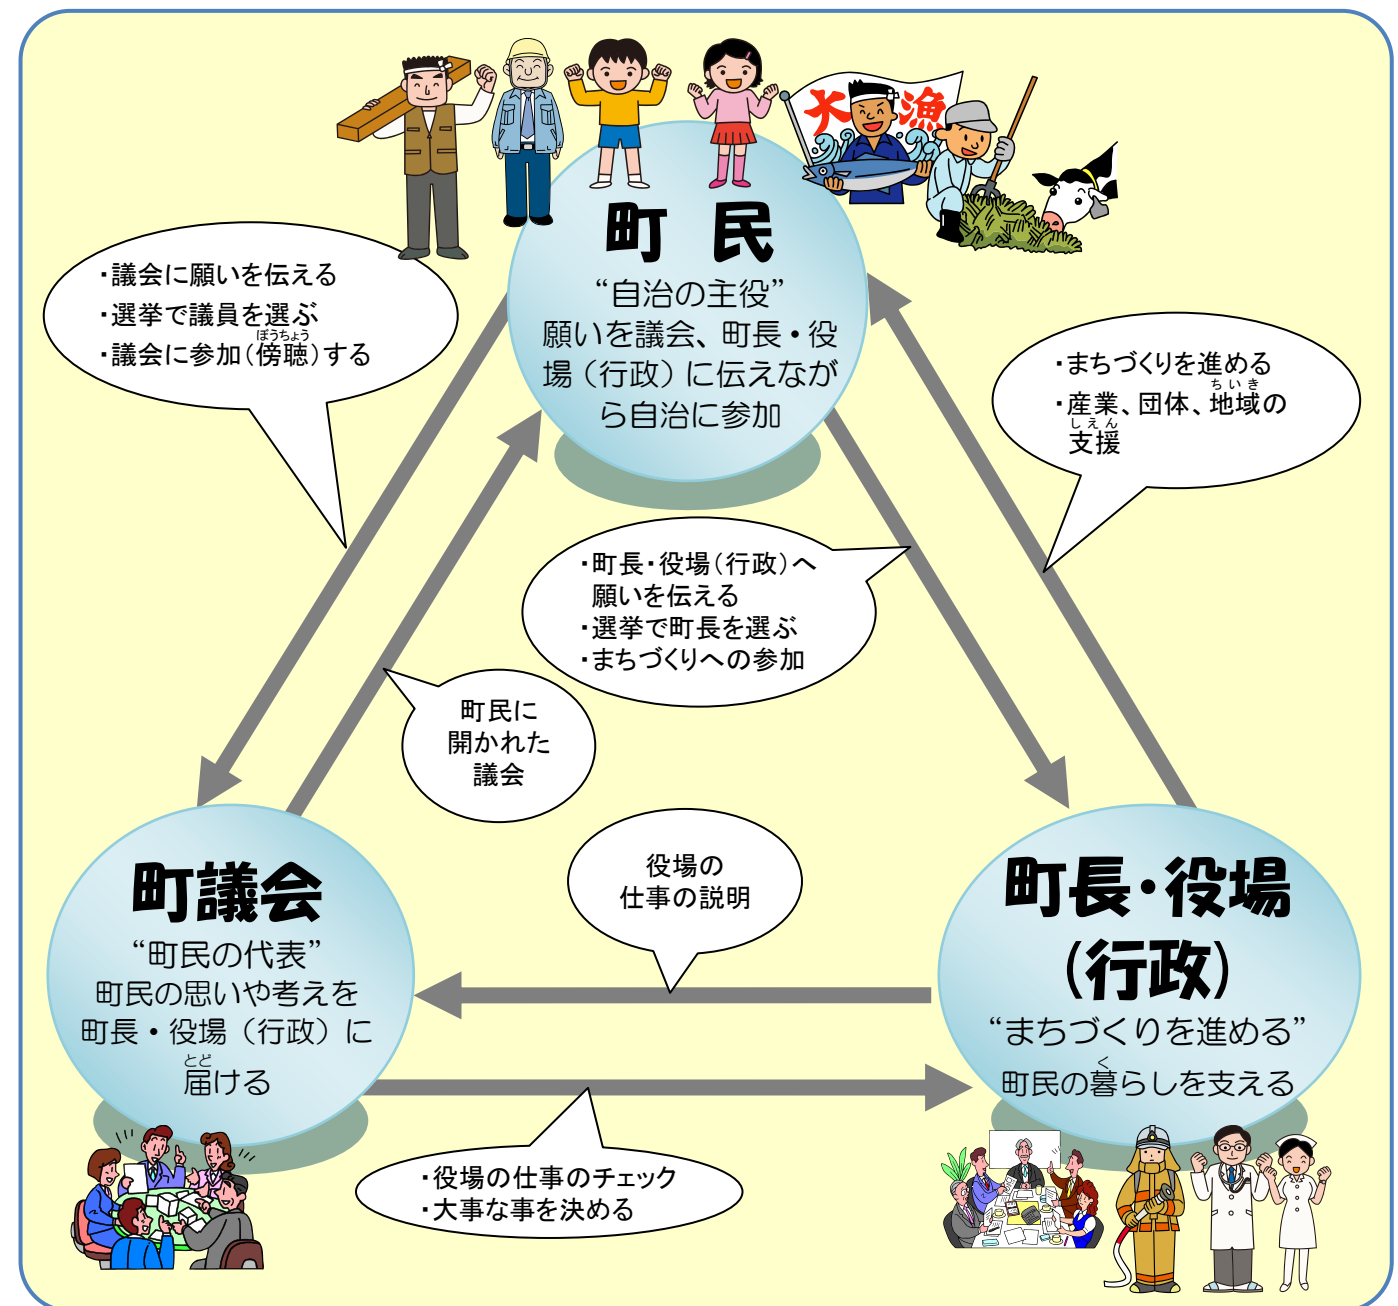 大漁
町 民
“自治の主役”
願いを議会、町長・役
場（行政）に伝えなが
ら自治に参加
・議会に願いを伝える
・選挙で議員を選ぶ
ぼうちょう
・議会に参加（傍聴）する
・まちづくりを進める
ちいき
・産業、団体、地域の
しえん
支援
・町長・役場（行政）へ
願いを伝える
・選挙で町長を選ぶ
・まちづくりへの参加
町民に
開かれた
議会
役場の
仕事の説明
町議会
“町民の代表”
町民の思いや考えを
町長・役場（行政）に
とど
届ける
町長・役場
（行政）
“まちづくりを進める”
く
町民の暮らしを支える
・役場の仕事のチェック
・大事な事を決める